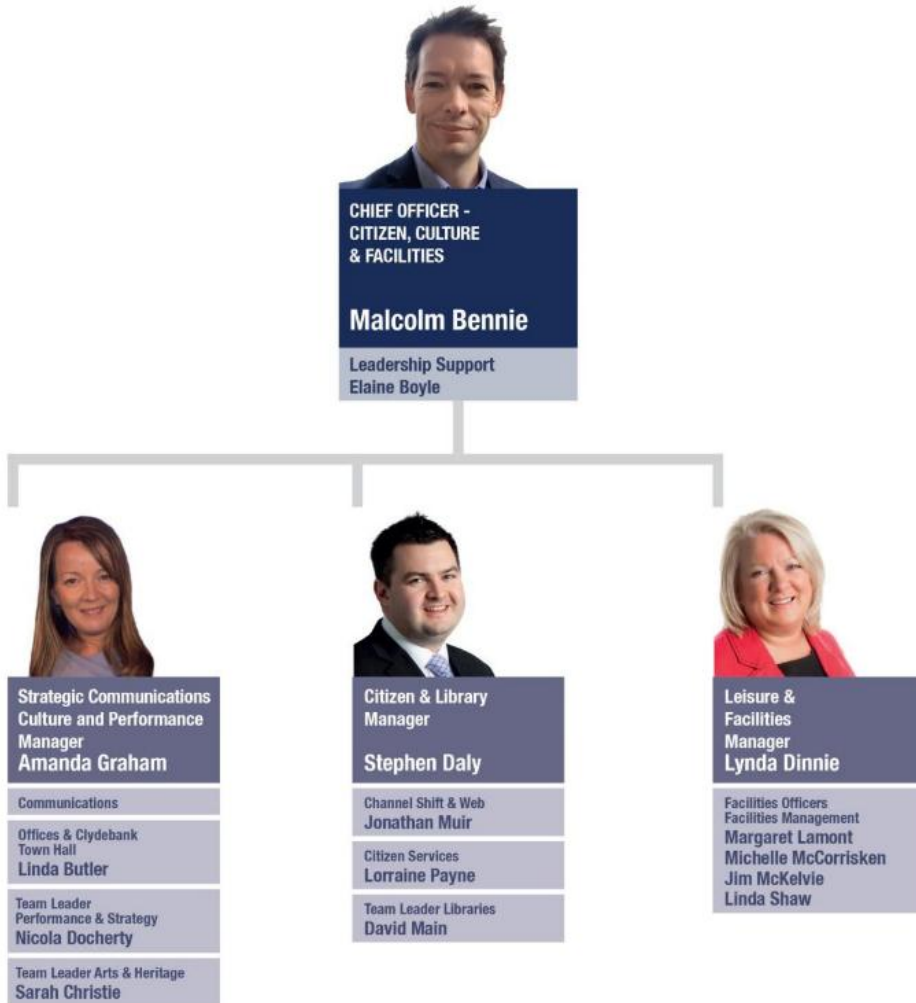 CHIEF OFFICER -
CITIZEN, CULTURE
& FACILITIES
Malcolm Bennie
Leadership Support
Elaine Boyle
Strategic Communications
Culture and Performance
Manager
Amanda Graham
Communications
Offices & Clydebank
Town Hall
Linda Butler
Team Leader
Performance & Strategy
Nicola Docherty
Team Leader Arts & Heritage
Sarah Christie
Citizen & Library
Manager
Stephen Daly
Channel Shift & Web
Jonathan Muir
Citizen Services
Lorraine Payne
Team Leader Libraries
David Main
Leisure &
Facilities
Manager
Lynda Dinnie
Facilities Officers
Facilities Management
Margaret Lamont
Michelle McCorrisken
Jim McKelvie
Linda Shaw